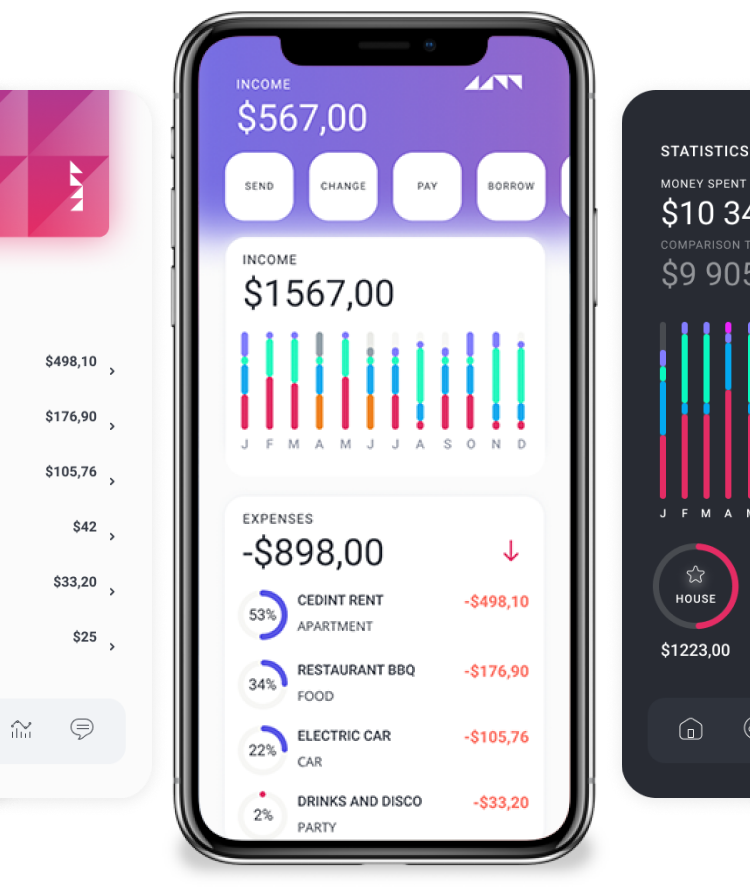 $498,10
$176,90
$105,76
$42
$33,20
$25
INCOME
$567,00
SEND
CHANGE
PAY
BORROW
INCOME
$1567,00
J F M A M J J A S O N D
EXPENSES
-$898,00
53%
CEDINT RENT
-$498,10
APARTMENT
34%
RESTAURANT BBQ
-$176,90
FOOD
22%
ELECTRIC CAR
-$105,76
CAR
2%
DRINKS AND DISCO
-$33,20
PARTY
STATISTICS
MONEY SPENT
$10 34
COMPARISON T
$9 905
J F M A M
HOUSE
$1223,00